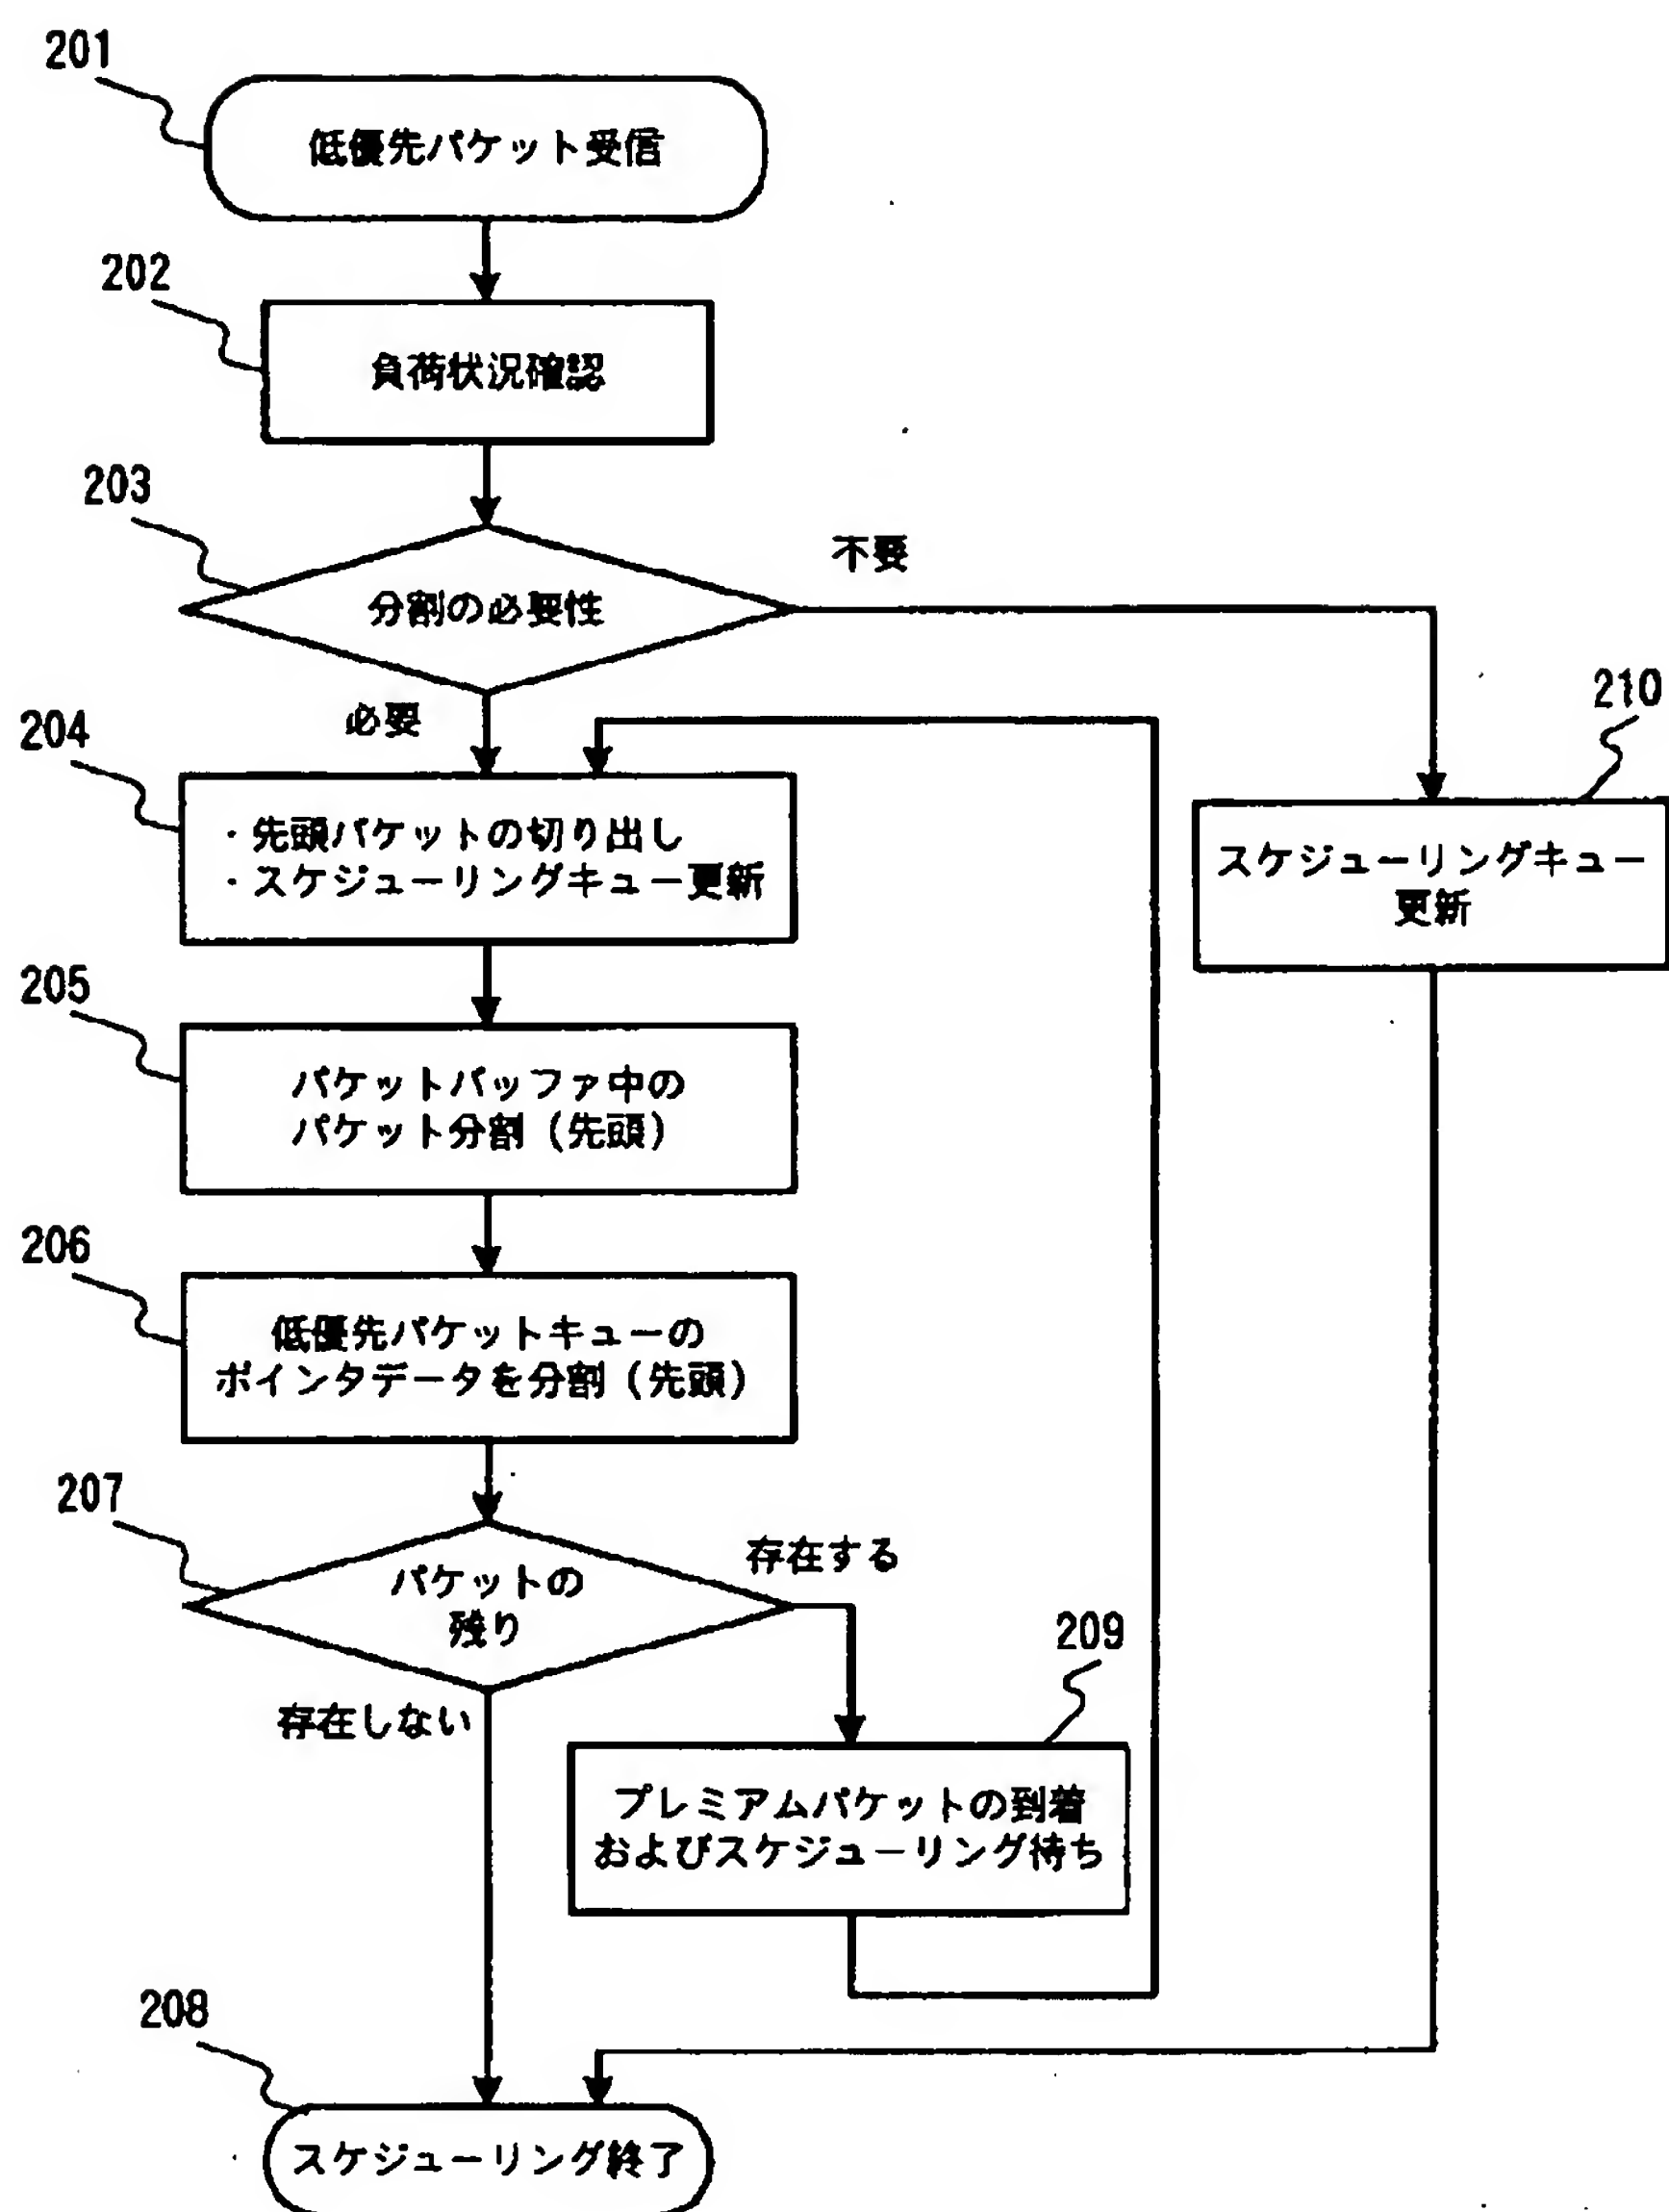 201
低優先パケット受信
202
負荷状況確認
203
不要
分割の必要性
必要
210
204
・先頭パケットの切り出し
・スケジューリングキュー更新
スケジューリングキュー
更新
205
パケットバッファ中の
パケット分割（先頭）
206
低優先パケットキューの
ポインタデータを分割（先頭）
207
存在する
パケットの
残り
209
存在しない
プレミアムパケットの到着
およびスケジューリング待ち
208
スケジューリング終了